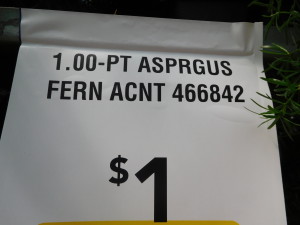 1.00-PT ASPRGUS
FERN ACNT 466842
$1